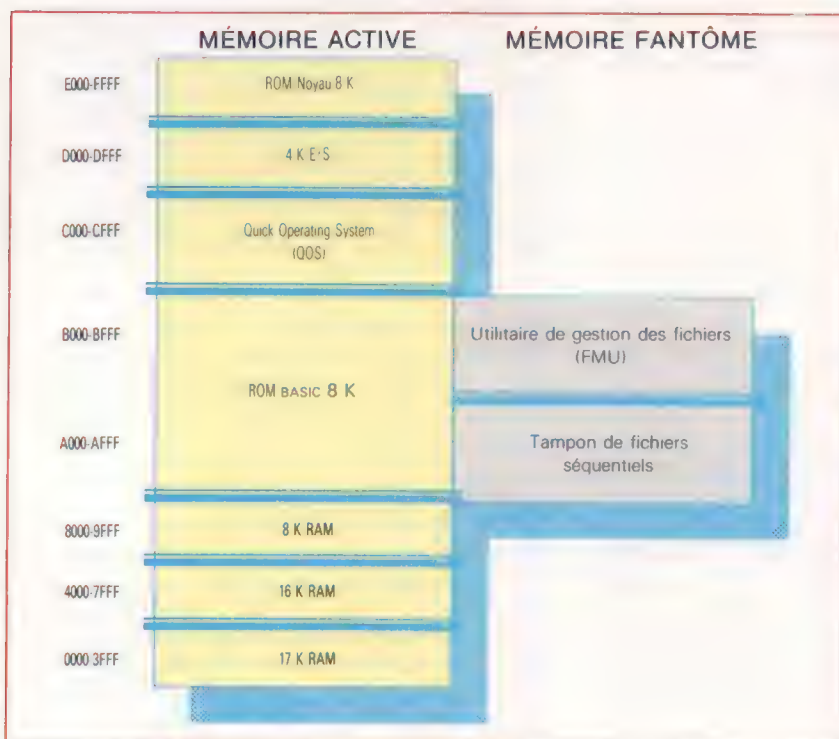 MÉMOIRE ACTIVE MÉMOIRE FANTÔME
E000-FFFF ROM Noyau 8 K
D000-DFFF 4 K E·S
C000-CFFF Quick Operating System
(QOS)
B000-BFFF Utilitaire de gestion des fichiers
(FMU)
ROM BASIC 8 K
A000-AFFF Tampon de fichiers
séquentiels
8000-9FFF 8 K RAM
4000-7FFF 16 K RAM
0000 3FFF 17 K RAM